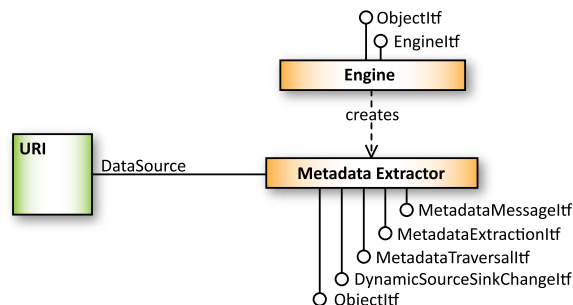 ObjectItf
EngineItf
Engine
creates
URI
DataSource
Metadata Extractor
MetadataMessageItf
MetadataExtractionItf
MetadataTraversalItf
DynamicSourceSinkChangeItf
ObjectItf